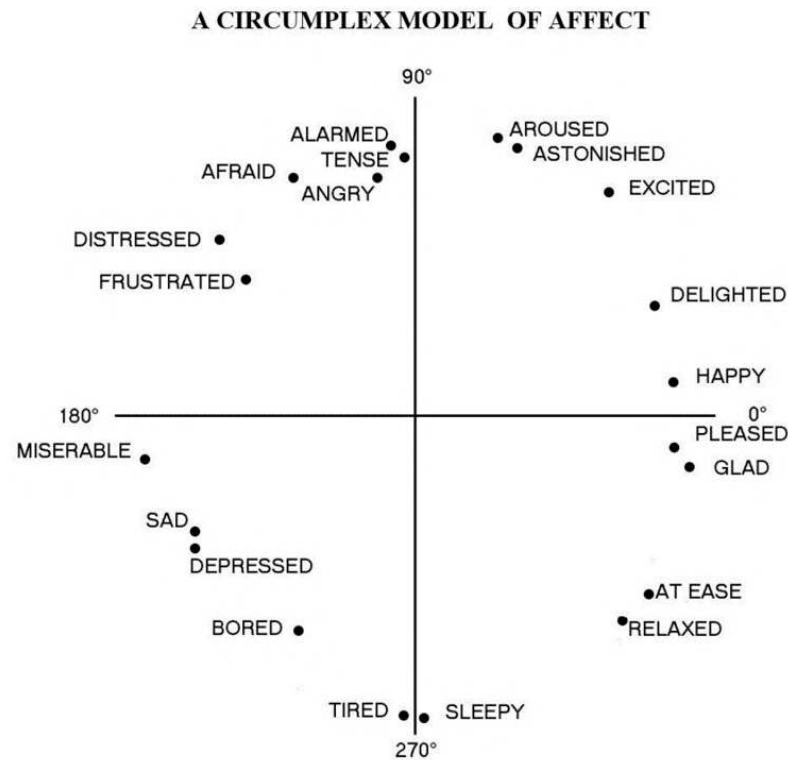 A CIRCUMPLEX MODEL OF AFFECT
90°
ALARMED
AROUSED
TENSE
ASTONISHED
AFRAID
ANGRY
EXCITED
DISTRESSED
FRUSTRATED
DELIGHTED
HAPPY
180°
0°
PLEASED
MISERABLE
GLAD
SAD
DEPRESSED
AT EASE
BORED
RELAXED
TIRED
SLEEPY
270°